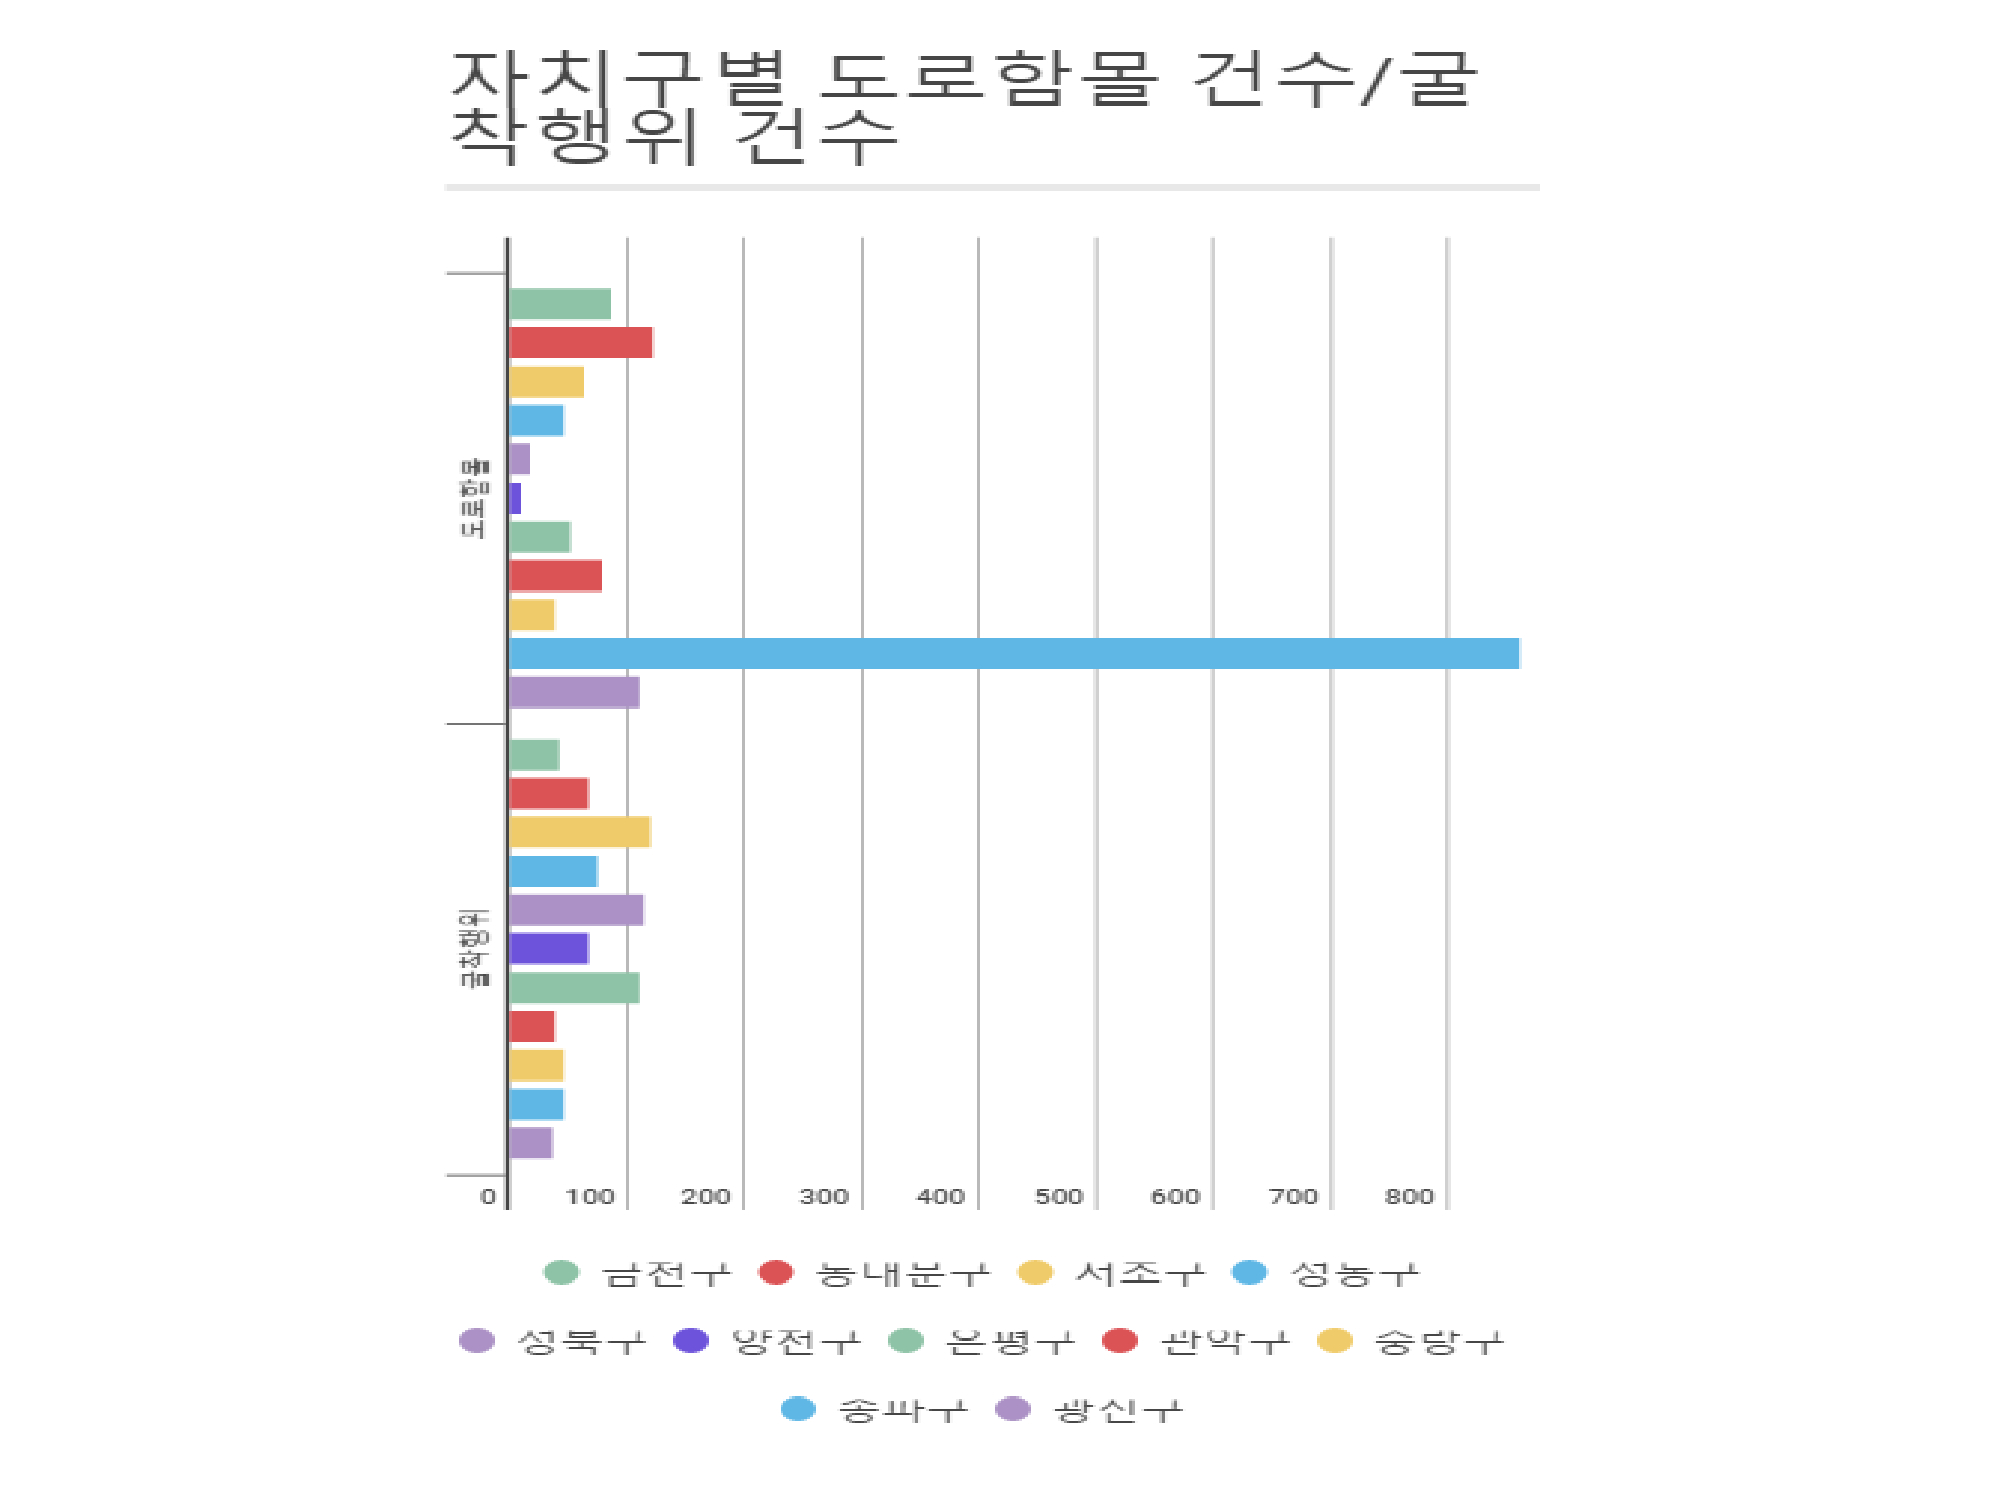 자치구별 도로함몰 건수/굴
착행위 건수
도로함몰
굴착행위
0 100 200 300 400 500 600 700 800
금천구 동대문구 서초구 성동구
성북구 양천구 은평구 관악구 중랑구
송파구 광진구